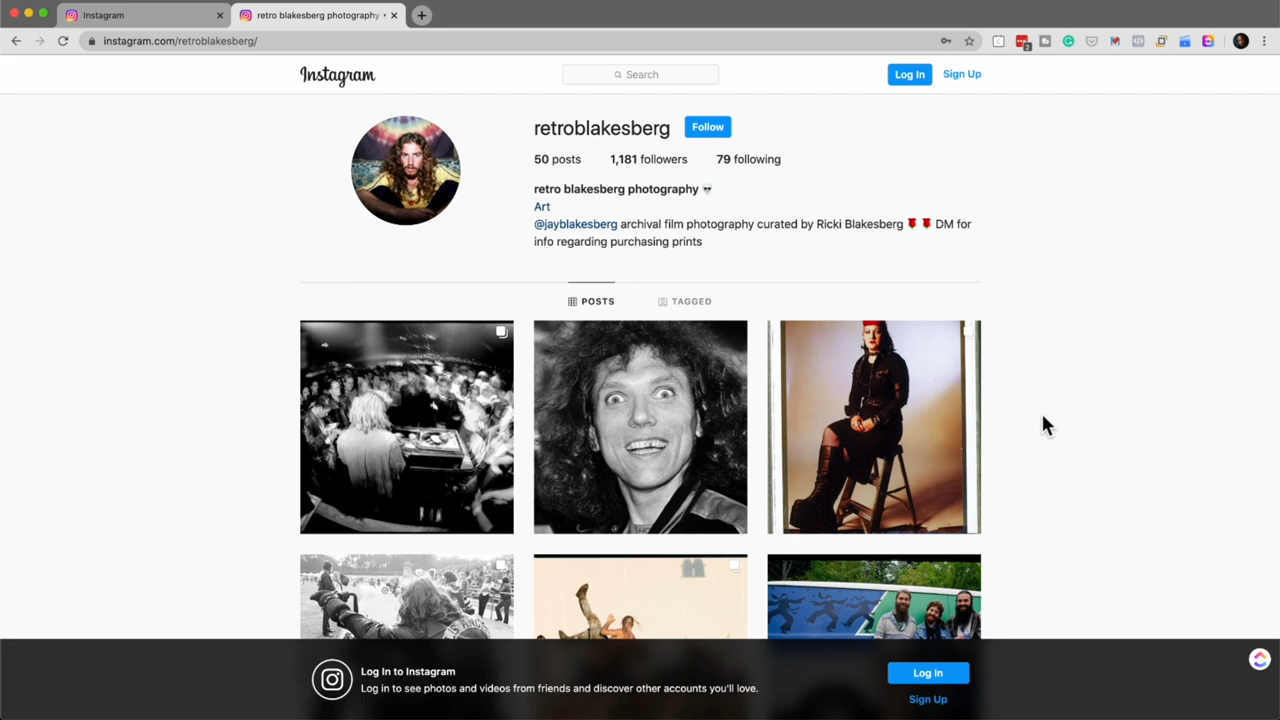 Instagram
retro blakesberg photography •
instagram.com/retroblakesberg/
2
Instagram
Search
Log In
Sign Up
retroblakesberg
Follow
50 posts 1,181 followers 79 following
retro blakesberg photography 💀
Art
@jayblakesberg archival film photography curated by Ricki Blakesberg 🌹 🌹 DM for
info regarding purchasing prints
POSTS
TAGGED
Log In to Instagram
Log in to see photos and videos from friends and discover other accounts you'll love.
Log In
Sign Up